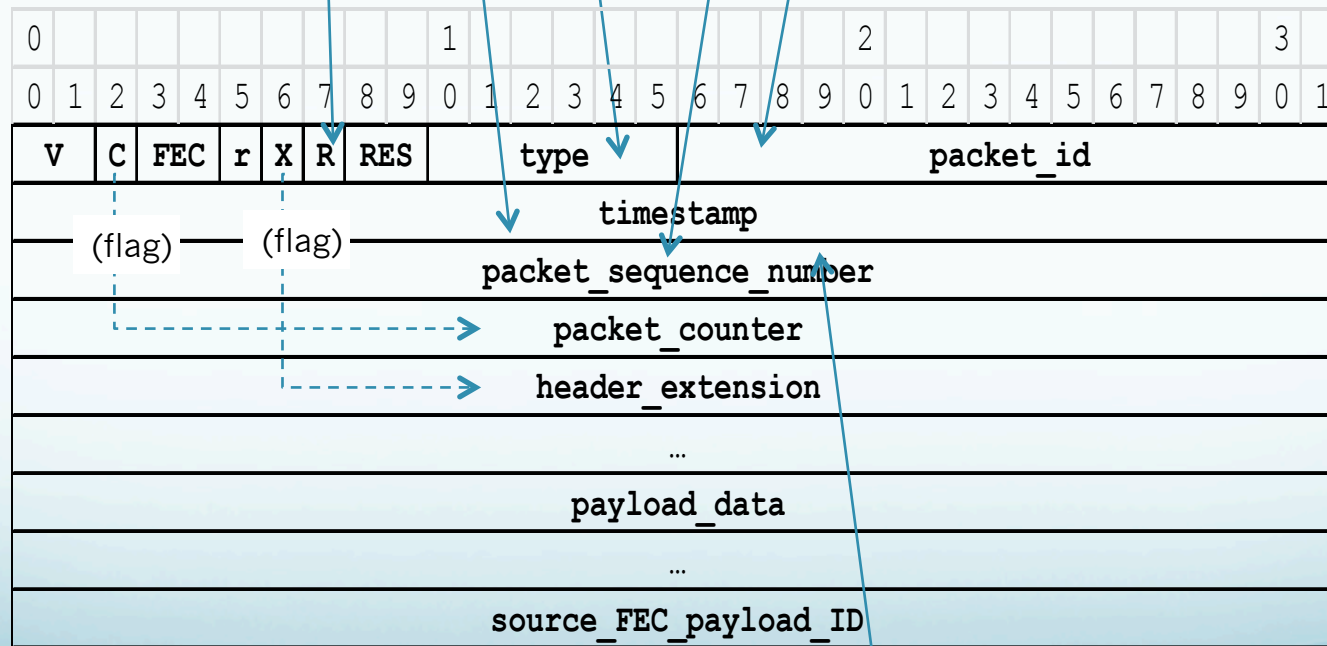 0 1 2 3
0 1 2 3 4 5 6 7 8 9 0 1 2 3 4 5 6 7 8 9 0 1 2 3 4 5 6 7 8 9 0 1
V C FEC r X R RES type packet_id
timestamp
(flag) (flag)
packet_sequence_number
packet_counter
header_extension
…
payload_data
…
source_FEC_payload_ID